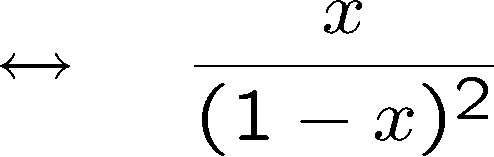 ↔ x/(1 − x)²